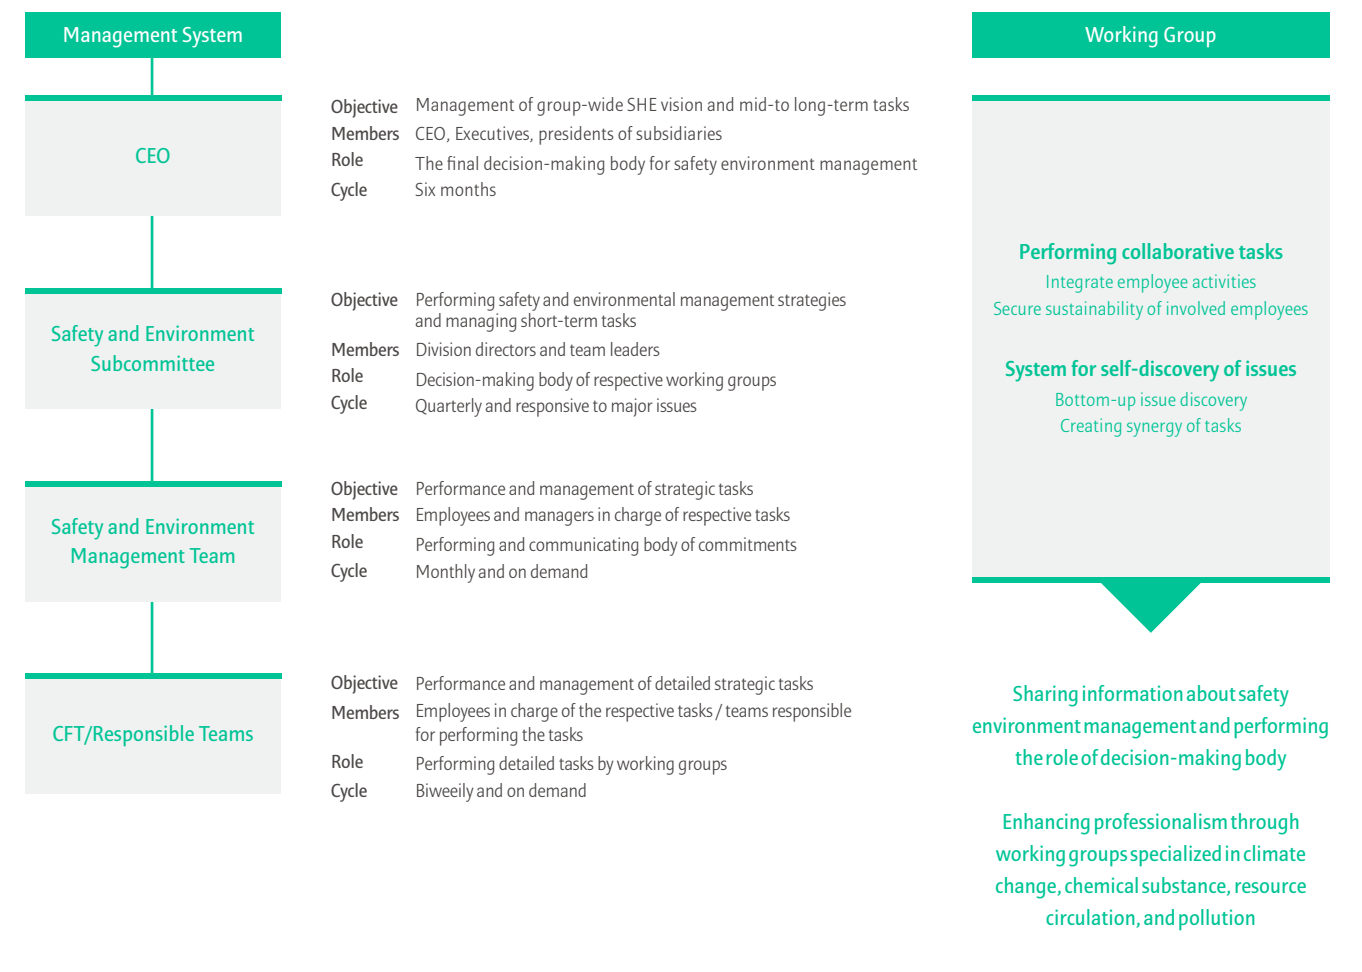 Management System
CEO
Objective Management of group-wide SHE vision and mid-to long-term tasks
Members CEO, Executives, presidents of subsidiaries
Role The final decision-making body for safety environment management
Cycle Six months
Safety and Environment
Subcommittee
Objective Performing safety and environmental management strategies
and managing short-term tasks
Members Division directors and team leaders
Role Decision-making body of respective working groups
Cycle Quarterly and responsive to major issues
Safety and Environment
Management Team
Objective Performance and management of strategic tasks
Members Employees and managers in charge of respective tasks
Role Performing and communicating body of commitments
Cycle Monthly and on demand
CFT/Responsible Teams
Objective Performance and management of detailed strategic tasks
Members Employees in charge of the respective tasks / teams responsible
for performing the tasks
Role Performing detailed tasks by working groups
Cycle Biweeily and on demand
Working Group
Performing collaborative tasks
Integrate employee activities
Secure sustainability of involved employees
System for self-discovery of issues
Bottom-up issue discovery
Creating synergy of tasks
Sharing information about safety
environment management and performing
the role of decision-making body
Enhancing professionalism through
working groups specialized in climate
change, chemical substance, resource
circulation, and pollution